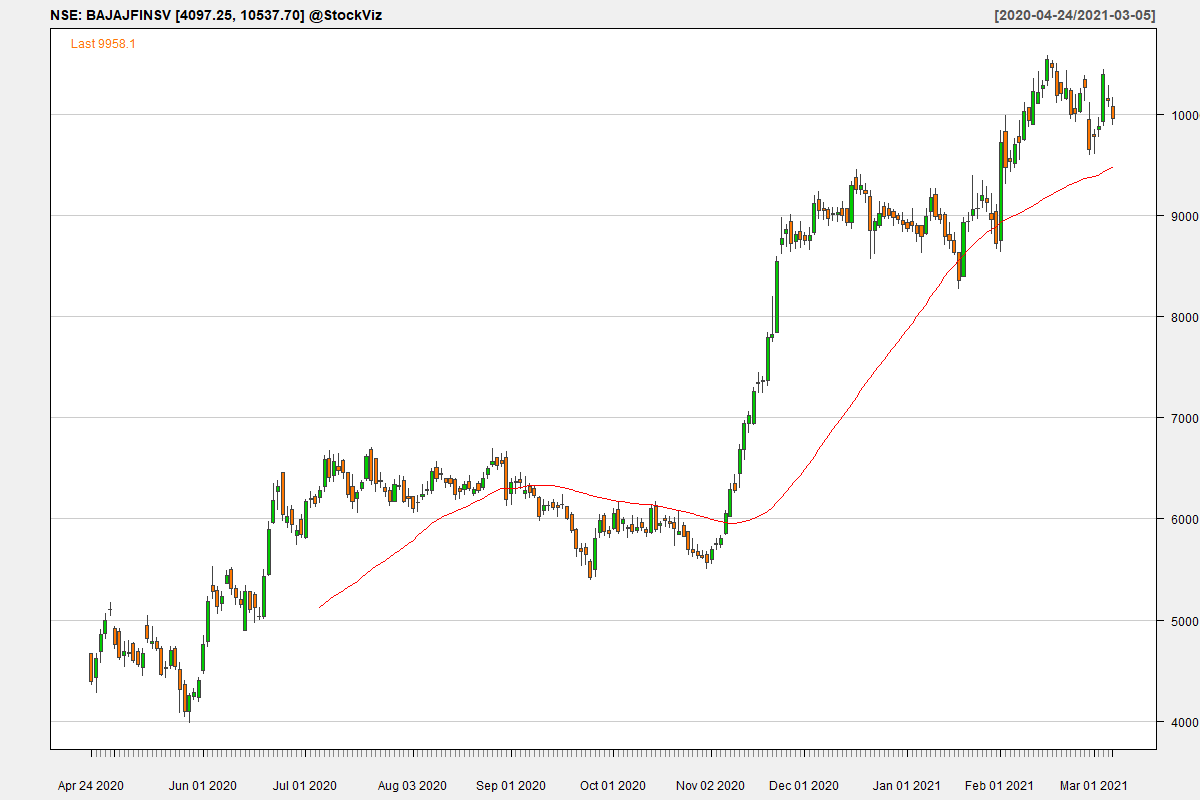 NSE: BAJAJFINSV [4097.25, 10537.70] @StockViz [2020-04-24/2021-03-05]
Last 9958.1
1000
9000
8000
7000
6000
5000
4000
Apr 24 2020 Jun 01 2020 Jul 01 2020 Aug 03 2020 Sep 01 2020 Oct 01 2020 Nov 02 2020 Dec 01 2020 Jan 01 2021 Feb 01 2021 Mar 01 2021